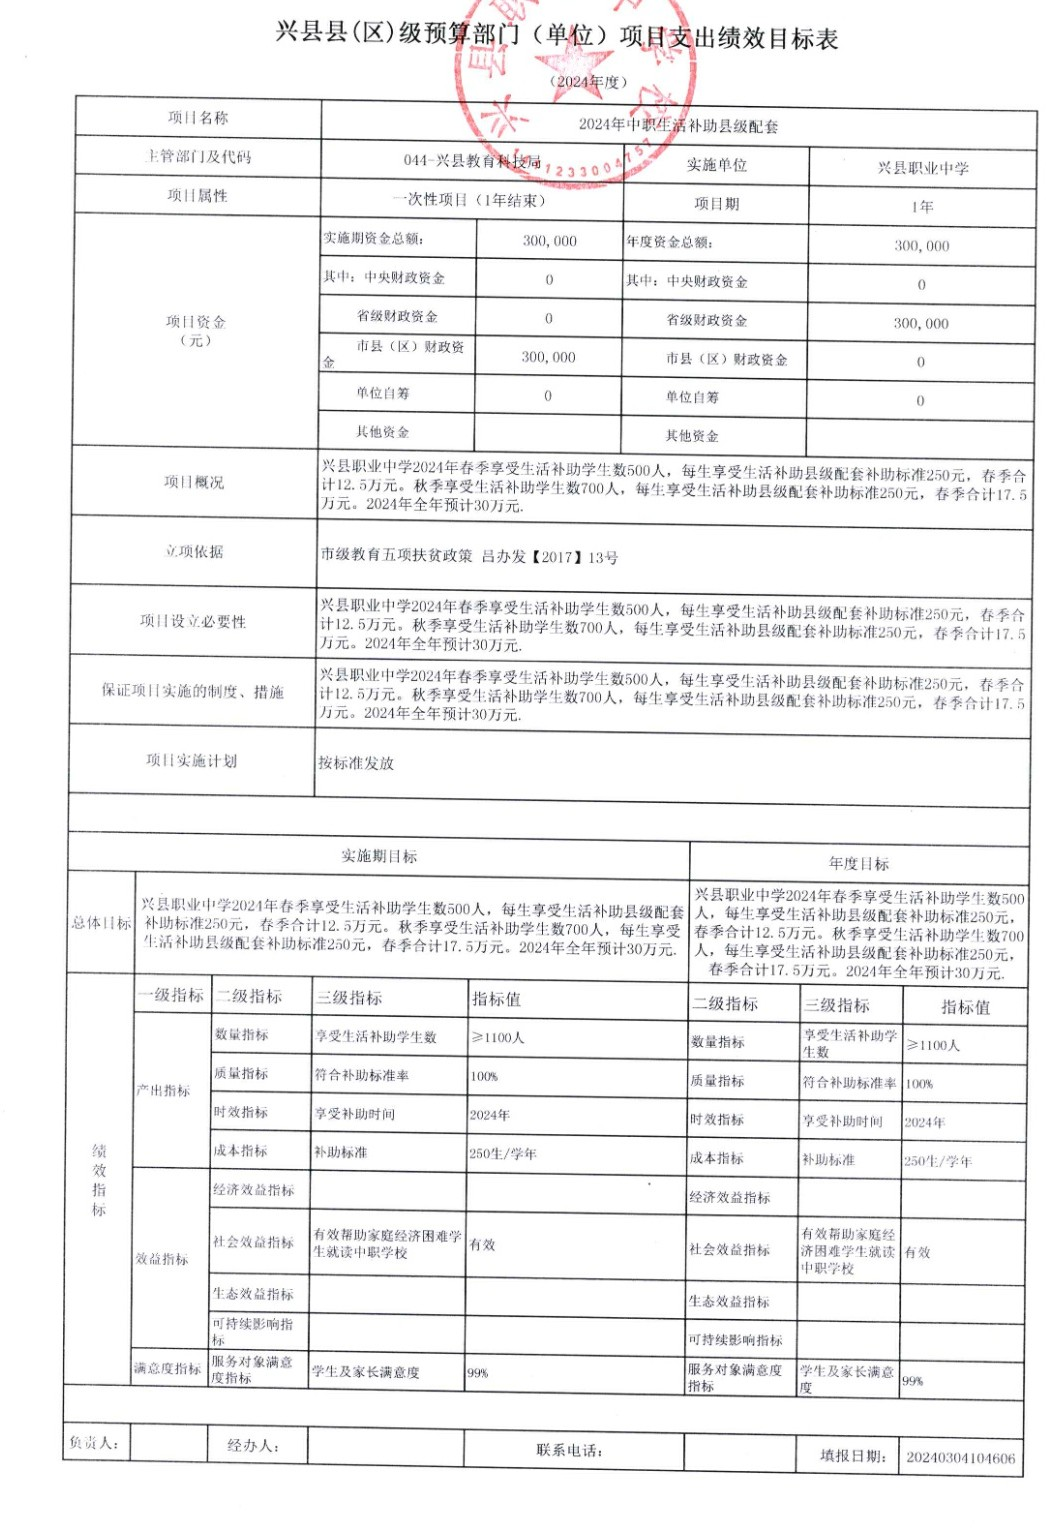 兴县县(区)级预算部门（单位）项目支出绩效目标表
（2024年度）
项目名称
2024年中职生活补助县级配套
主管部门及代码
044-兴县教育科技局
实施单位
兴县职业中学
项目属性
一次性项目（1年结束）
项目期
1年
项目资金
（元）
实施期资金总额：
300,000
年度资金总额：
300,000
其中：中央财政资金
0
其中：中央财政资金
0
省级财政资金
0
省级财政资金
300,000
市县（区）财政资
金
300,000
市县（区）财政资金
0
单位自筹
0
单位自筹
0
其他资金
其他资金
项目概况
兴县职业中学2024年春季享受生活补助学生数500人，每生享受生活补助县级配套补助标准250元，春季合
计12.5万元。秋季享受生活补助学生数700人，每生享受生活补助县级配套补助标准250元，春季合计17.5
万元。2024年全年预计30万元.
立项依据
市级教育五项扶贫政策 吕办发【2017】13号
项目设立必要性
兴县职业中学2024年春季享受生活补助学生数500人，每生享受生活补助县级配套补助标准250元，春季合
计12.5万元。秋季享受生活补助学生数700人，每生享受生活补助县级配套补助标准250元，春季合计17.5
万元。2024年全年预计30万元.
保证项目实施的制度、措施
兴县职业中学2024年春季享受生活补助学生数500人，每生享受生活补助县级配套补助标准250元，春季合
计12.5万元。秋季享受生活补助学生数700人，每生享受生活补助县级配套补助标准250元，春季合计17.5
万元。2024年全年预计30万元.
项目实施计划
按标准发放
实施期目标
年度目标
总体目标
兴县职业中学2024年春季享受生活补助学生数500人，每生享受生活补助县级配套
补助标准250元，春季合计12.5万元。秋季享受生活补助学生数700人，每生享受
生活补助县级配套补助标准250元，春季合计17.5万元。2024年全年预计30万元.
兴县职业中学2024年春季享受生活补助学生数500
人，每生享受生活补助县级配套补助标准250元，
春季合计12.5万元。秋季享受生活补助学生数700
人，每生享受生活补助县级配套补助标准250元，
春季合计17.5万元。2024年全年预计30万元.
绩
效
指
标
一级指标
二级指标
三级指标
指标值
二级指标
三级指标
指标值
产出指标
数量指标
享受生活补助学生数
≥1100人
数量指标
享受生活补助学
生数
≥1100人
质量指标
符合补助标准率
100%
质量指标
符合补助标准率
100%
时效指标
享受补助时间
2024年
时效指标
享受补助时间
2024年
成本指标
补助标准
250生/学年
成本指标
补助标准
250生/学年
效益指标
经济效益指标
经济效益指标
社会效益指标
有效帮助家庭经济困难学
生就读中职学校
有效
社会效益指标
有效帮助家庭经
济困难学生就读
中职学校
有效
生态效益指标
生态效益指标
可持续影响指
标
可持续影响指标
满意度指标
服务对象满意
度指标
学生及家长满意度
99%
服务对象满意度
指标
学生及家长满意
度
99%
负责人：
经办人：
联系电话：
填报日期：
20240304104606